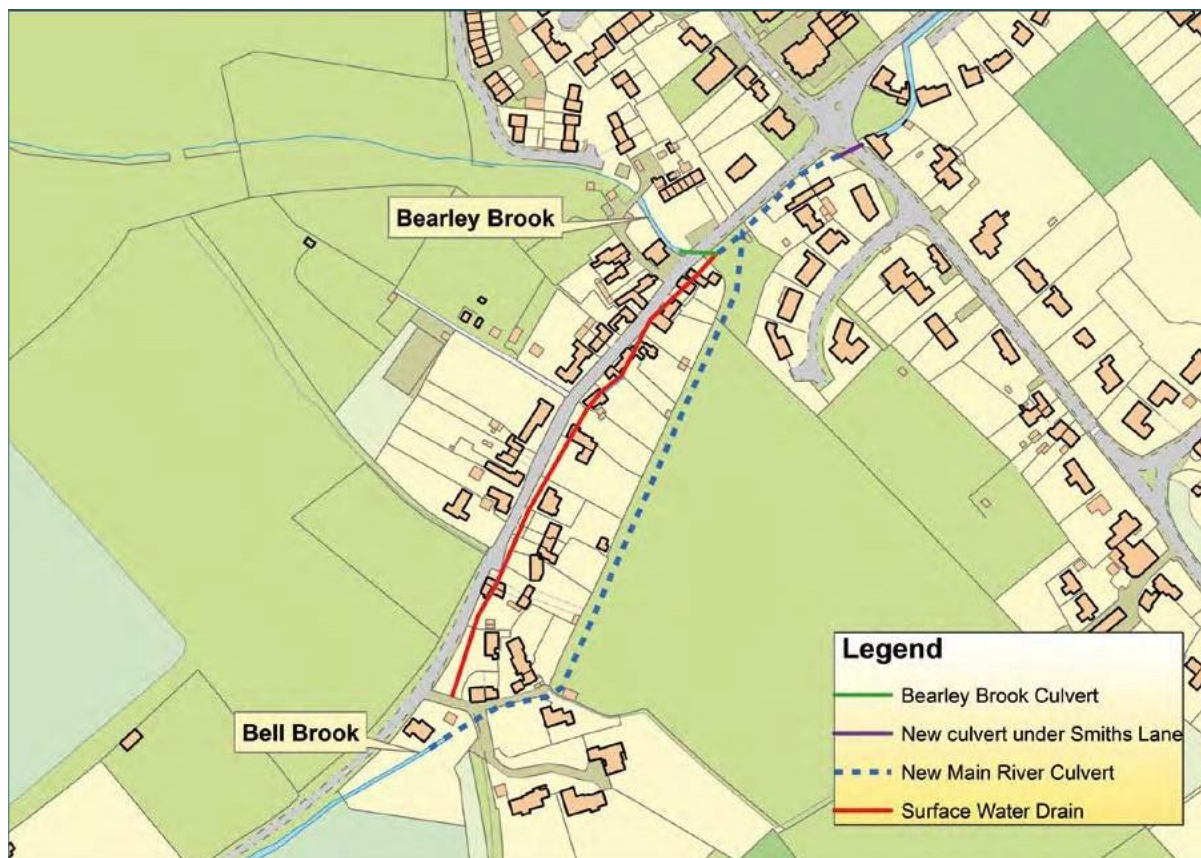 Bearley Brook
Bell Brook
Legend
Bearley Brook Culvert
New culvert under Smiths Lane
New Main River Culvert
Surface Water Drain